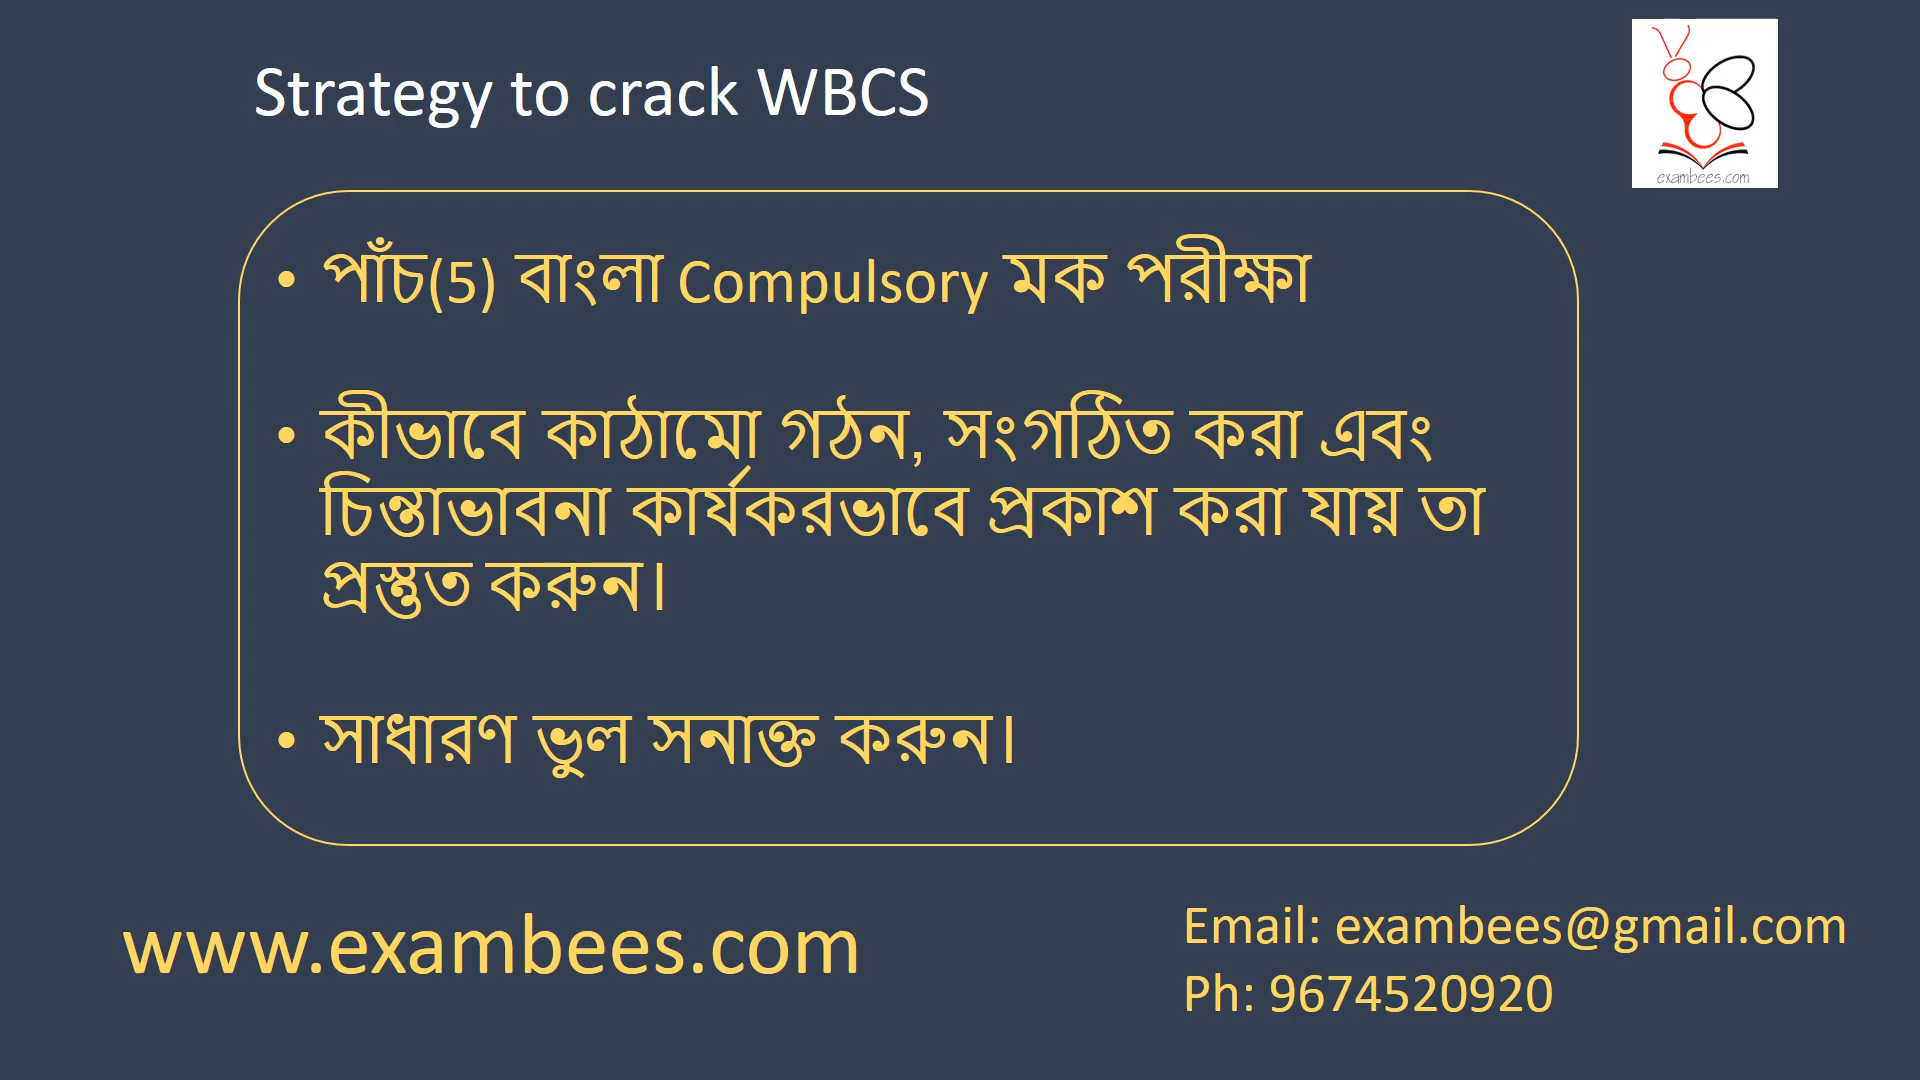 Strategy to crack WBCS
exambees.com
• পাঁচ(5) বাংলা Compulsory মক পরীক্ষা
• কীভাবে কাঠামো গঠন, সংগঠিত করা এবং
চিন্তাভাবনা কার্যকরভাবে প্রকাশ করা যায় তা
প্রস্তুত করুন।
• সাধারণ ভুল সনাক্ত করুন।
www.exambees.com
Email: exambees@gmail.com
Ph: 9674520920